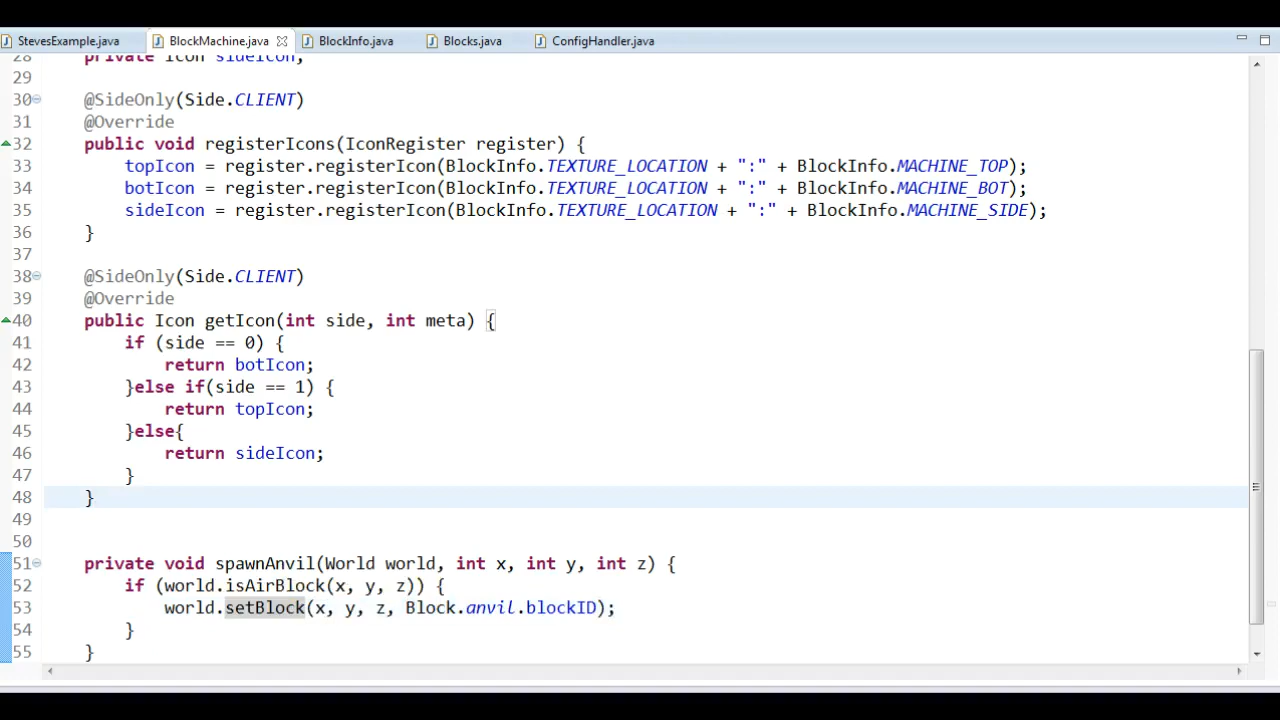 StevesExample.java BlockMachine.java BlockInfo.java Blocks.java ConfigHandler.java
28 private Icon sideIcon;
29
30 @SideOnly(Side.CLIENT)
31 @Override
32 public void registerIcons(IconRegister register) {
33 topIcon = register.registerIcon(BlockInfo.TEXTURE_LOCATION + ":" + BlockInfo.MACHINE_TOP);
34 botIcon = register.registerIcon(BlockInfo.TEXTURE_LOCATION + ":" + BlockInfo.MACHINE_BOT);
35 sideIcon = register.registerIcon(BlockInfo.TEXTURE_LOCATION + ":" + BlockInfo.MACHINE_SIDE);
36 }
37
38 @SideOnly(Side.CLIENT)
39 @Override
40 public Icon getIcon(int side, int meta) {
41 if (side == 0) {
42 return botIcon;
43 }else if(side == 1) {
44 return topIcon;
45 }else{
46 return sideIcon;
47 }
48 }
49
50
51 private void spawnAnvil(World world, int x, int y, int z) {
52 if (world.isAirBlock(x, y, z)) {
53 world.setBlock(x, y, z, Block.anvil.blockID);
54 }
55 }